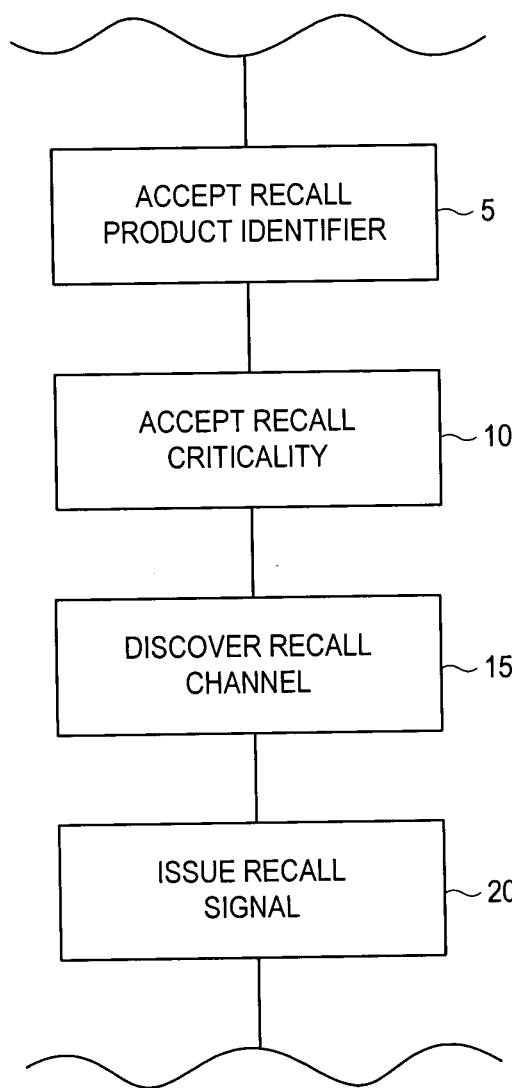 ACCEPT RECALL
PRODUCT IDENTIFIER
5
ACCEPT RECALL
CRITICALITY
10
DISCOVER RECALL
CHANNEL
15
ISSUE RECALL
SIGNAL
20